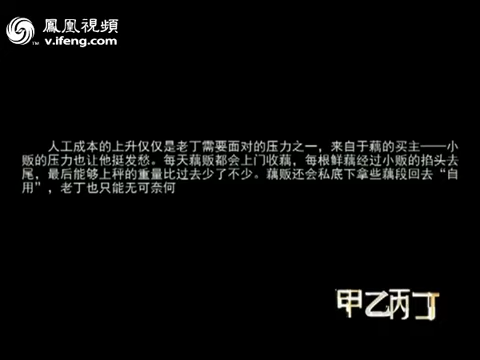 鳳凰視頻
TM v.ifeng.com
人工成本的上升仅仅是老丁需要面对的压力之一，来自于藕的买主——小
贩的压力也让他挺发愁。每天藕贩都会上门收藕，每根鲜藕经过小贩的掐头去
尾，最后能够上秤的重量比过去少了不少。藕贩还会私底下拿些藕段回去“自
用”，老丁也只能无可奈何
甲乙丙丁